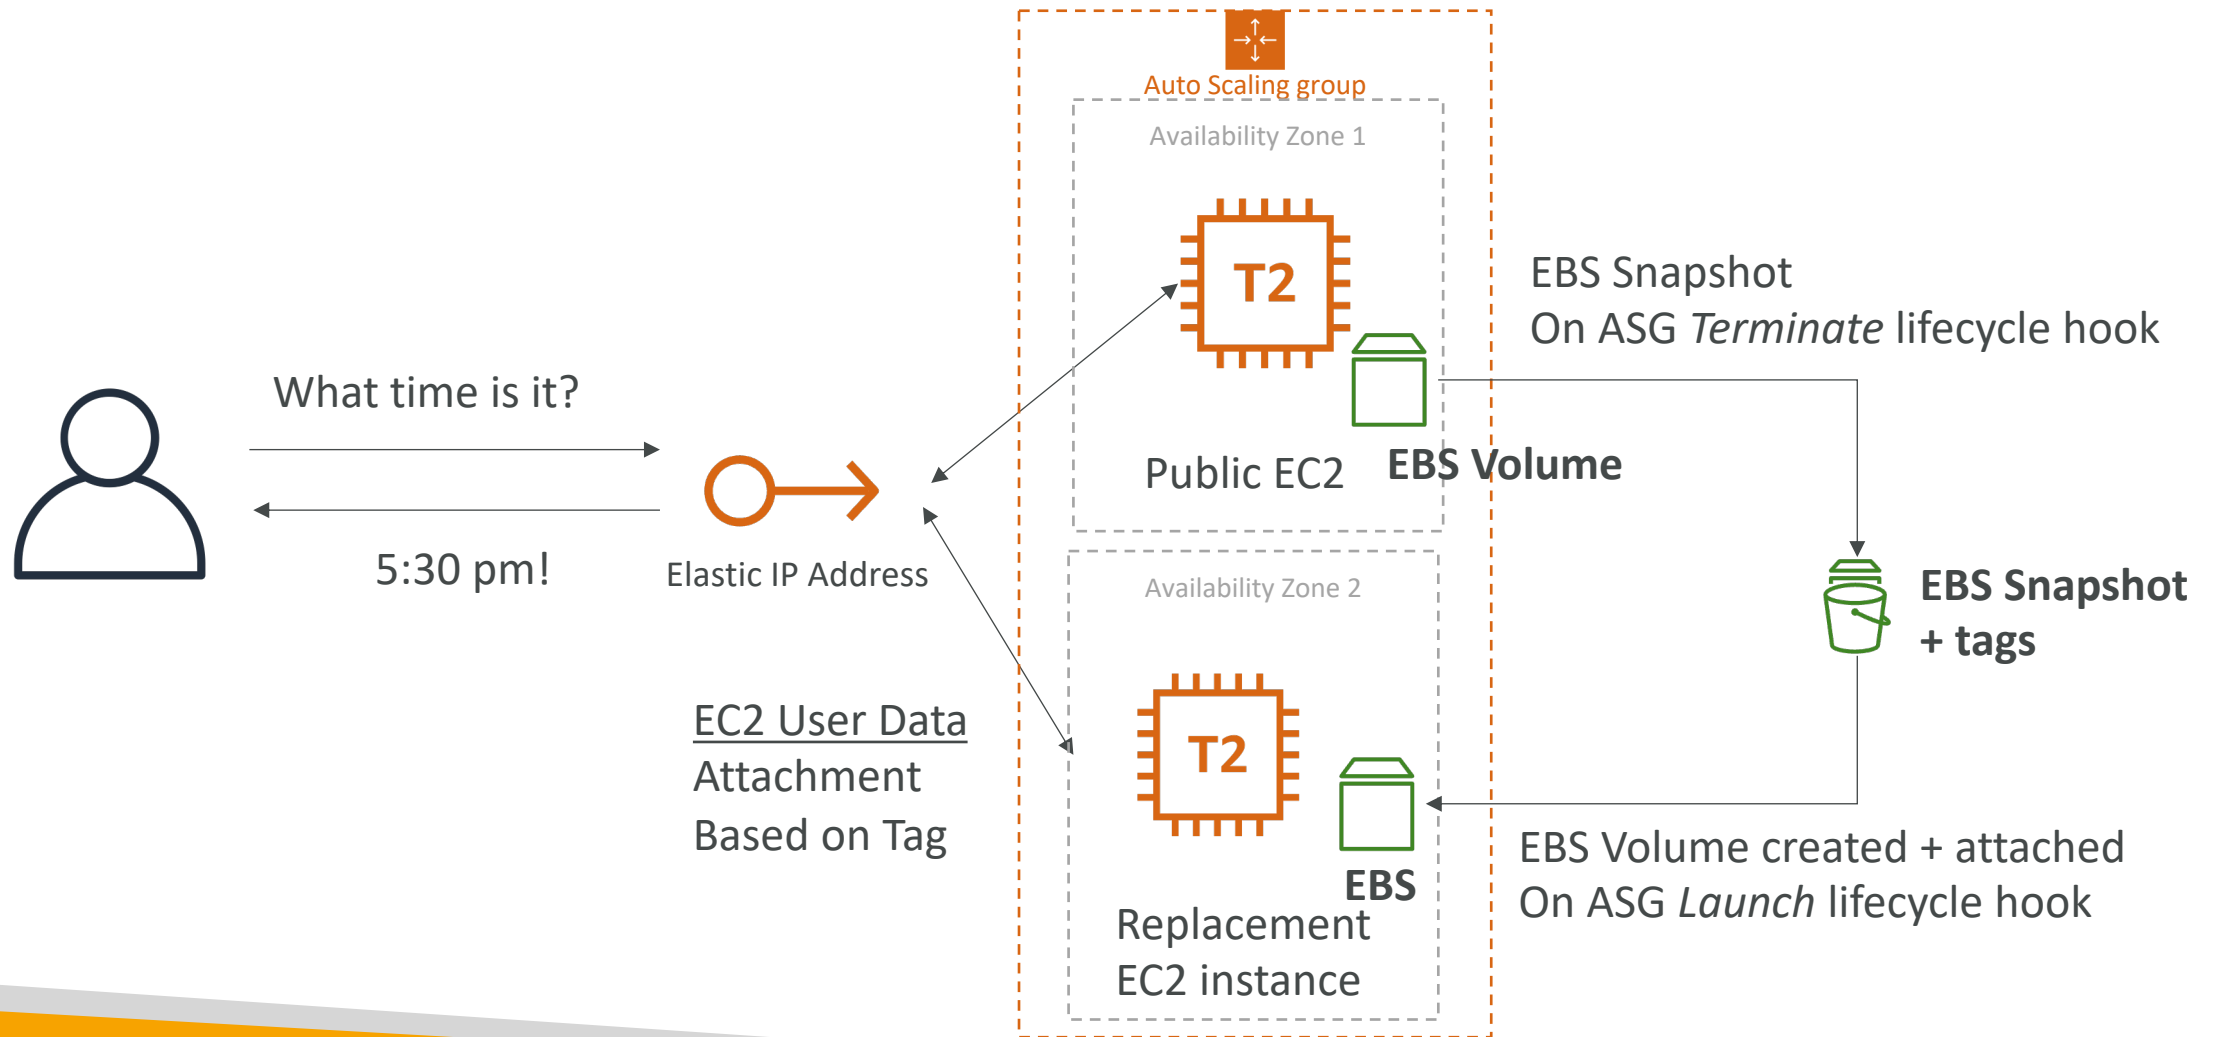 Auto Scaling group
Availability Zone 1
T2
Public EC2
EBS Volume
EBS Snapshot
On ASG Terminate lifecycle hook
What time is it?
5:30 pm!
Elastic IP Address
EBS Snapshot
+ tags
Availability Zone 2
T2
EBS
Replacement
EC2 instance
EC2 User Data
Attachment
Based on Tag
EBS Volume created + attached
On ASG Launch lifecycle hook